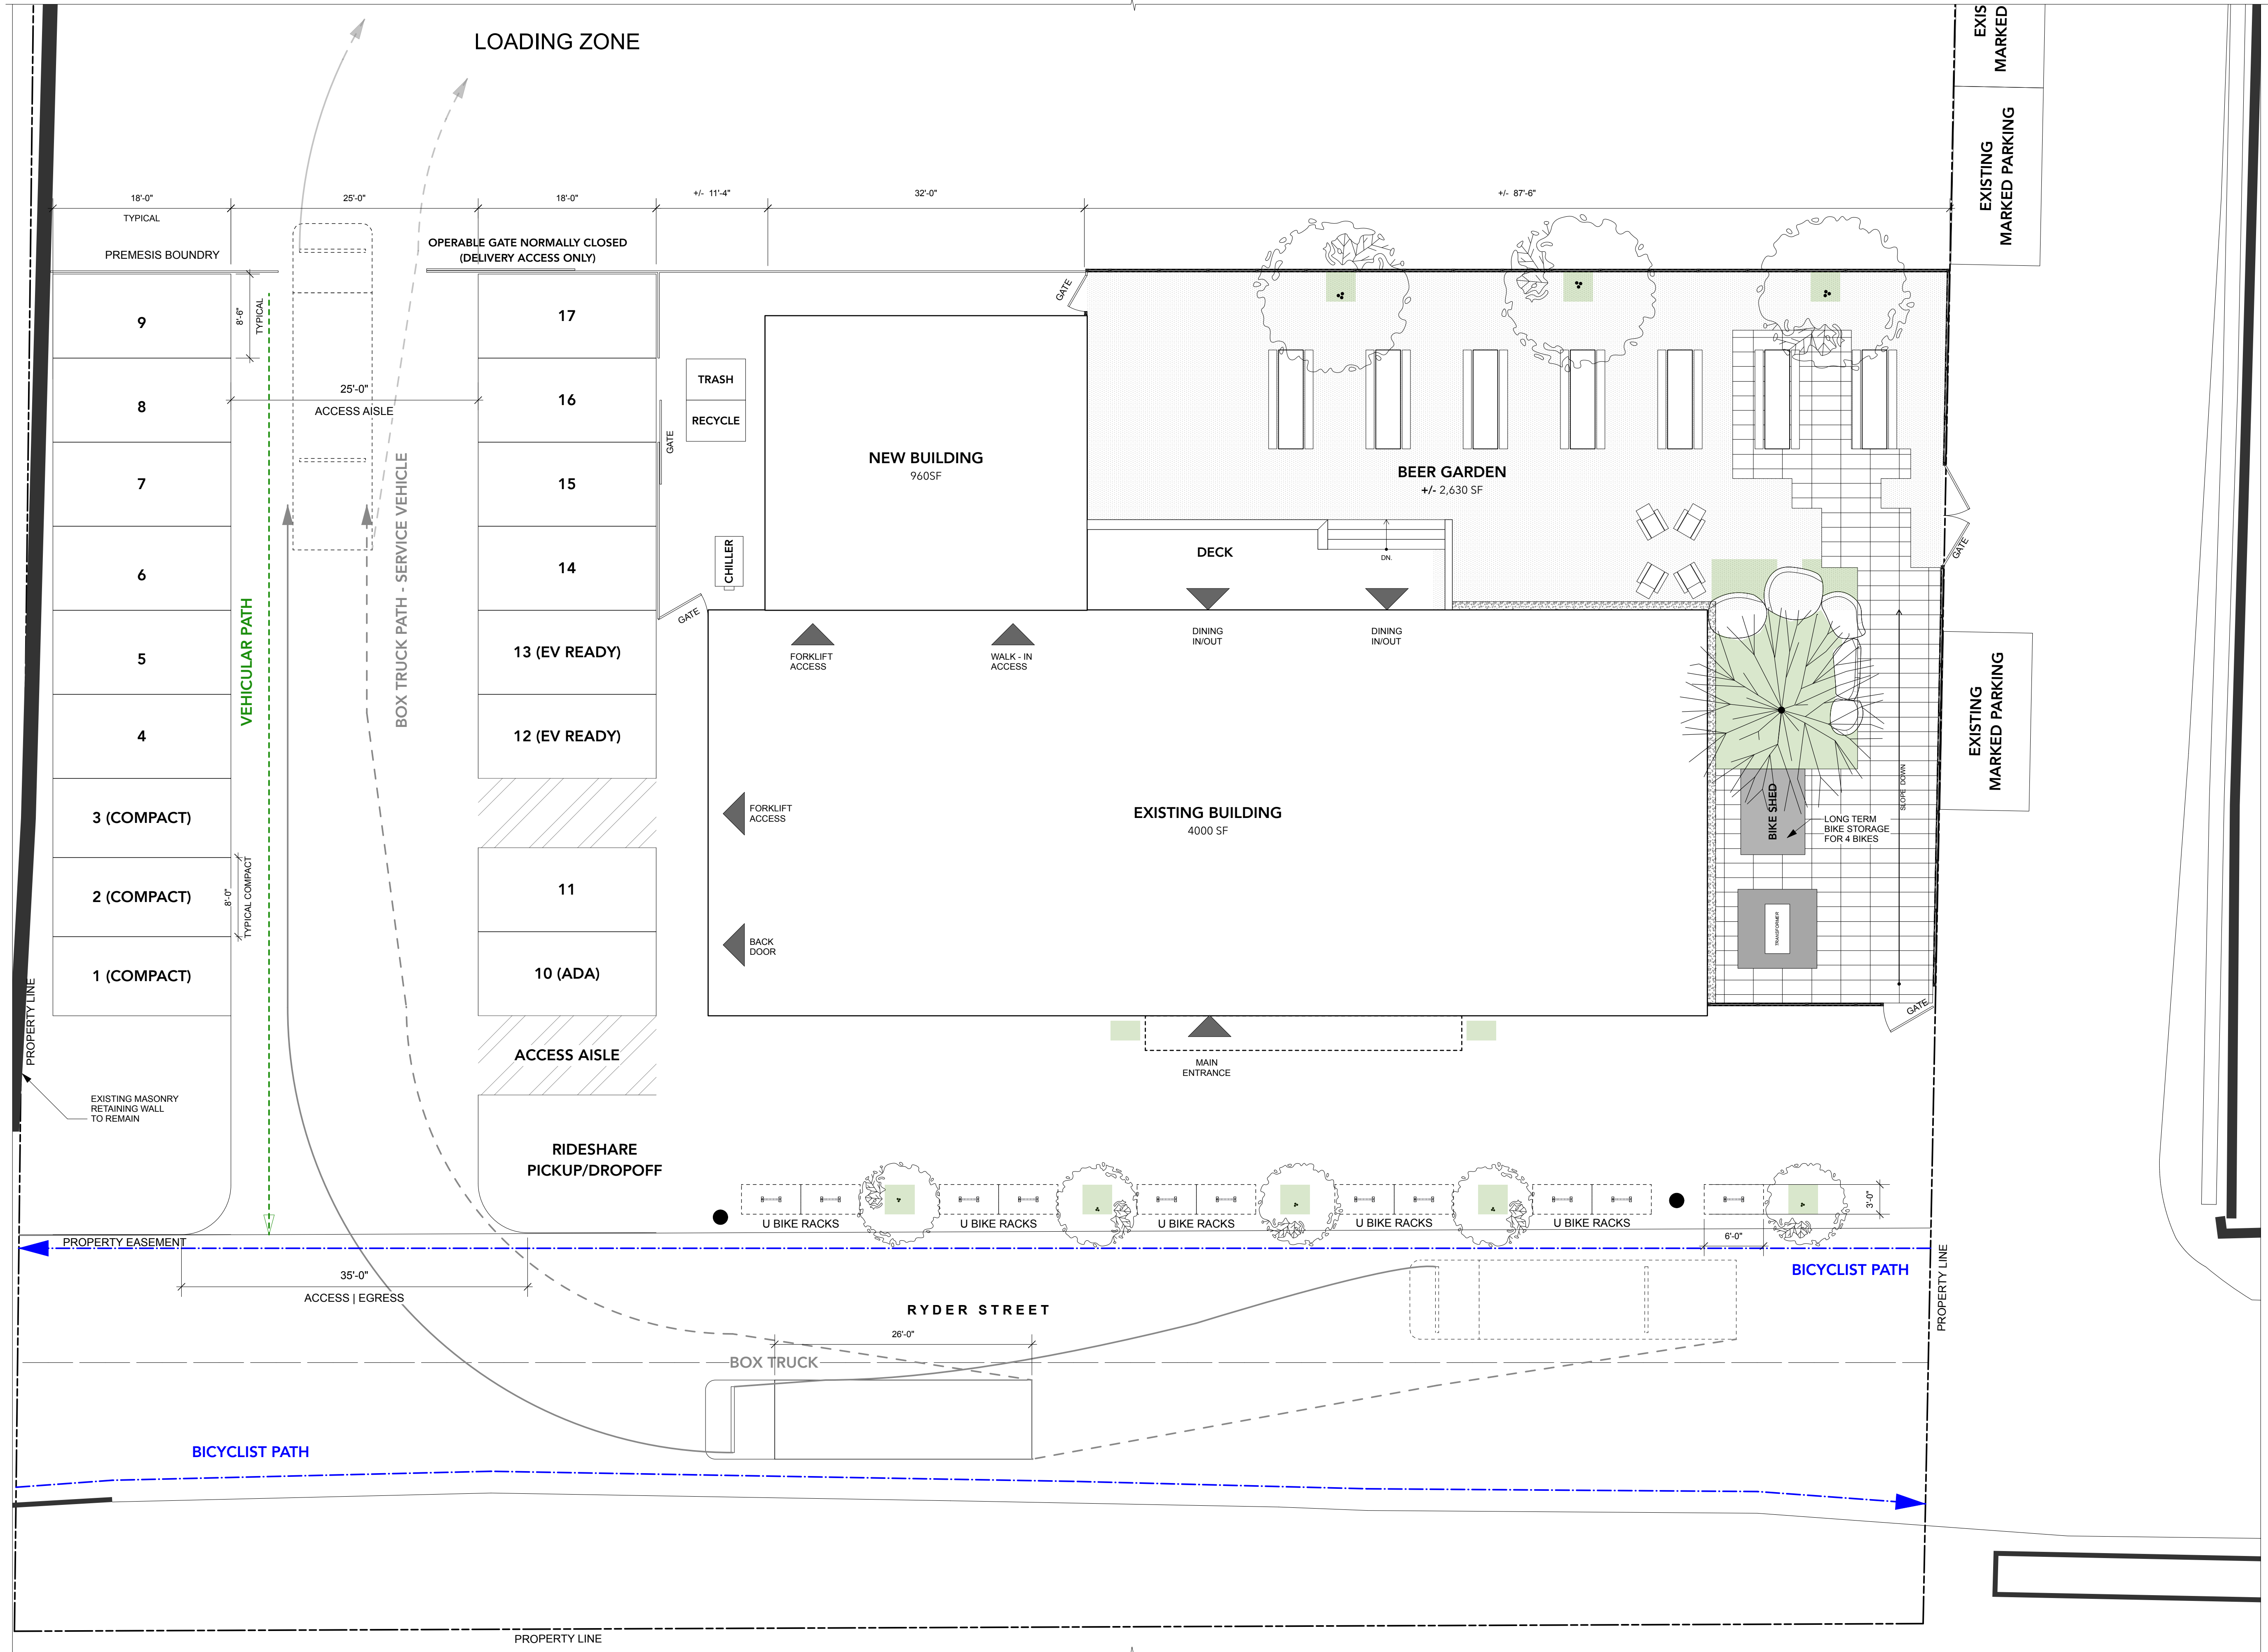 LOADING ZONE
EXIS
MARKED
EXISTING
MARKED PARKING
18'-0"
TYPICAL
25'-0"
18'-0"
+/- 11'-4"
32'-0"
+/- 87'-6"
PREMESIS BOUNDRY
OPERABLE GATE NORMALLY CLOSED
(DELIVERY ACCESS ONLY)
9
8
7
6
5
4
3 (COMPACT)
2 (COMPACT)
1 (COMPACT)
8'-6"
TYPICAL
25'-0"
ACCESS AISLE
VEHICULAR PATH
BOX TRUCK PATH - SERVICE VEHICLE
8'-0"
TYPICAL COMPACT
17
16
15
14
13 (EV READY)
12 (EV READY)
11
10 (ADA)
ACCESS AISLE
RIDESHARE
PICKUP/DROPOFF
GATE
TRASH
RECYCLE
CHILLER
GATE
GATE
NEW BUILDING
960SF
BEER GARDEN
+/- 2,630 SF
DECK
DN.
GATE
FORKLIFT
ACCESS
WALK - IN
ACCESS
DINING
IN/OUT
DINING
IN/OUT
EXISTING
MARKED PARKING
FORKLIFT
ACCESS
EXISTING BUILDING
4000 SF
BACK
DOOR
BIKE SHED
LONG TERM
BIKE STORAGE
FOR 4 BIKES
SLOPE DOWN
TRANSFORMER
GATE
MAIN
ENTRANCE
PROPERTY LINE
EXISTING MASONRY
RETAINING WALL
TO REMAIN
U BIKE RACKS
U BIKE RACKS
U BIKE RACKS
U BIKE RACKS
U BIKE RACKS
3'-0"
6'-0"
PROPERTY EASEMENT
35'-0"
ACCESS | EGRESS
BICYCLIST PATH
PROPERTY LINE
RYDER STREET
26'-0"
BOX TRUCK
BICYCLIST PATH
PROPERTY LINE